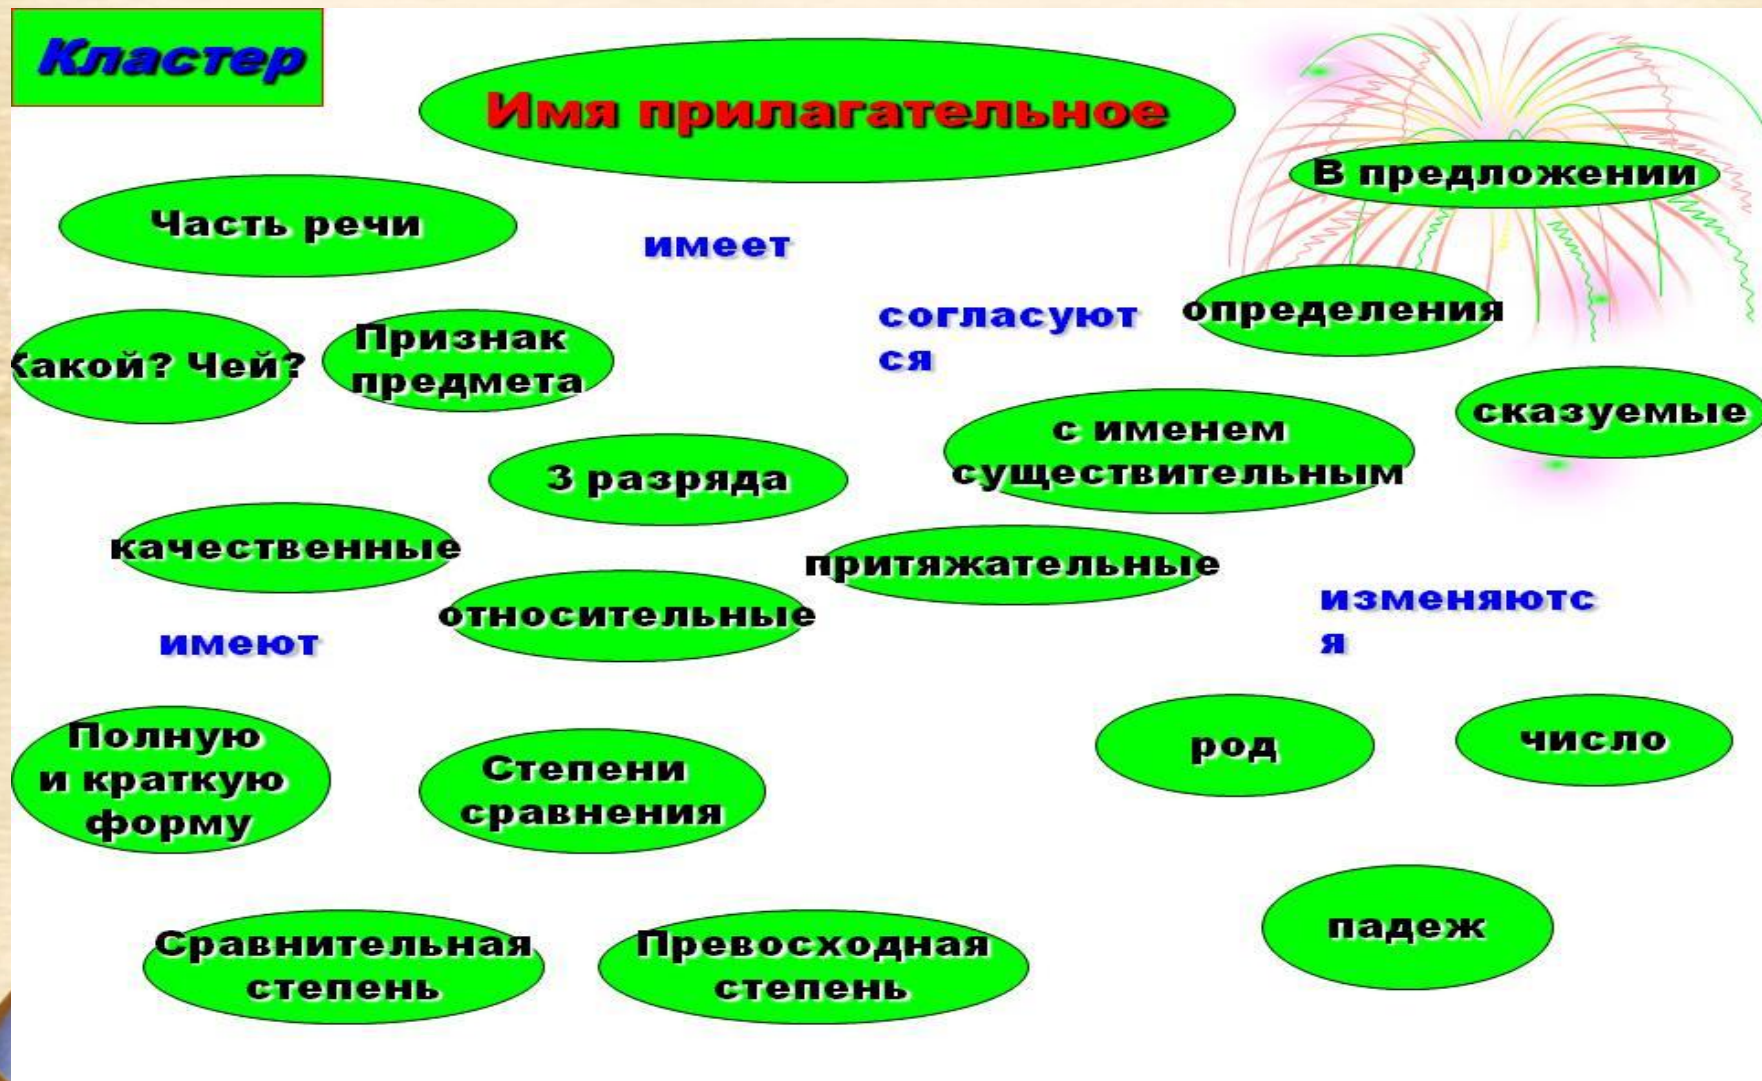 Кластер
Имя прилагательное
В предложении
Часть речи
имеет
согласуют
ся
определения
Какой? Чей?
Признак
предмета
сказуемые
с именем
существительным
3 разряда
качественные
притяжательные
относительные
имеют
изменяютс
я
Полную
и краткую
форму
Степени
сравнения
род
число
падеж
Сравнительная
степень
Превосходная
степень